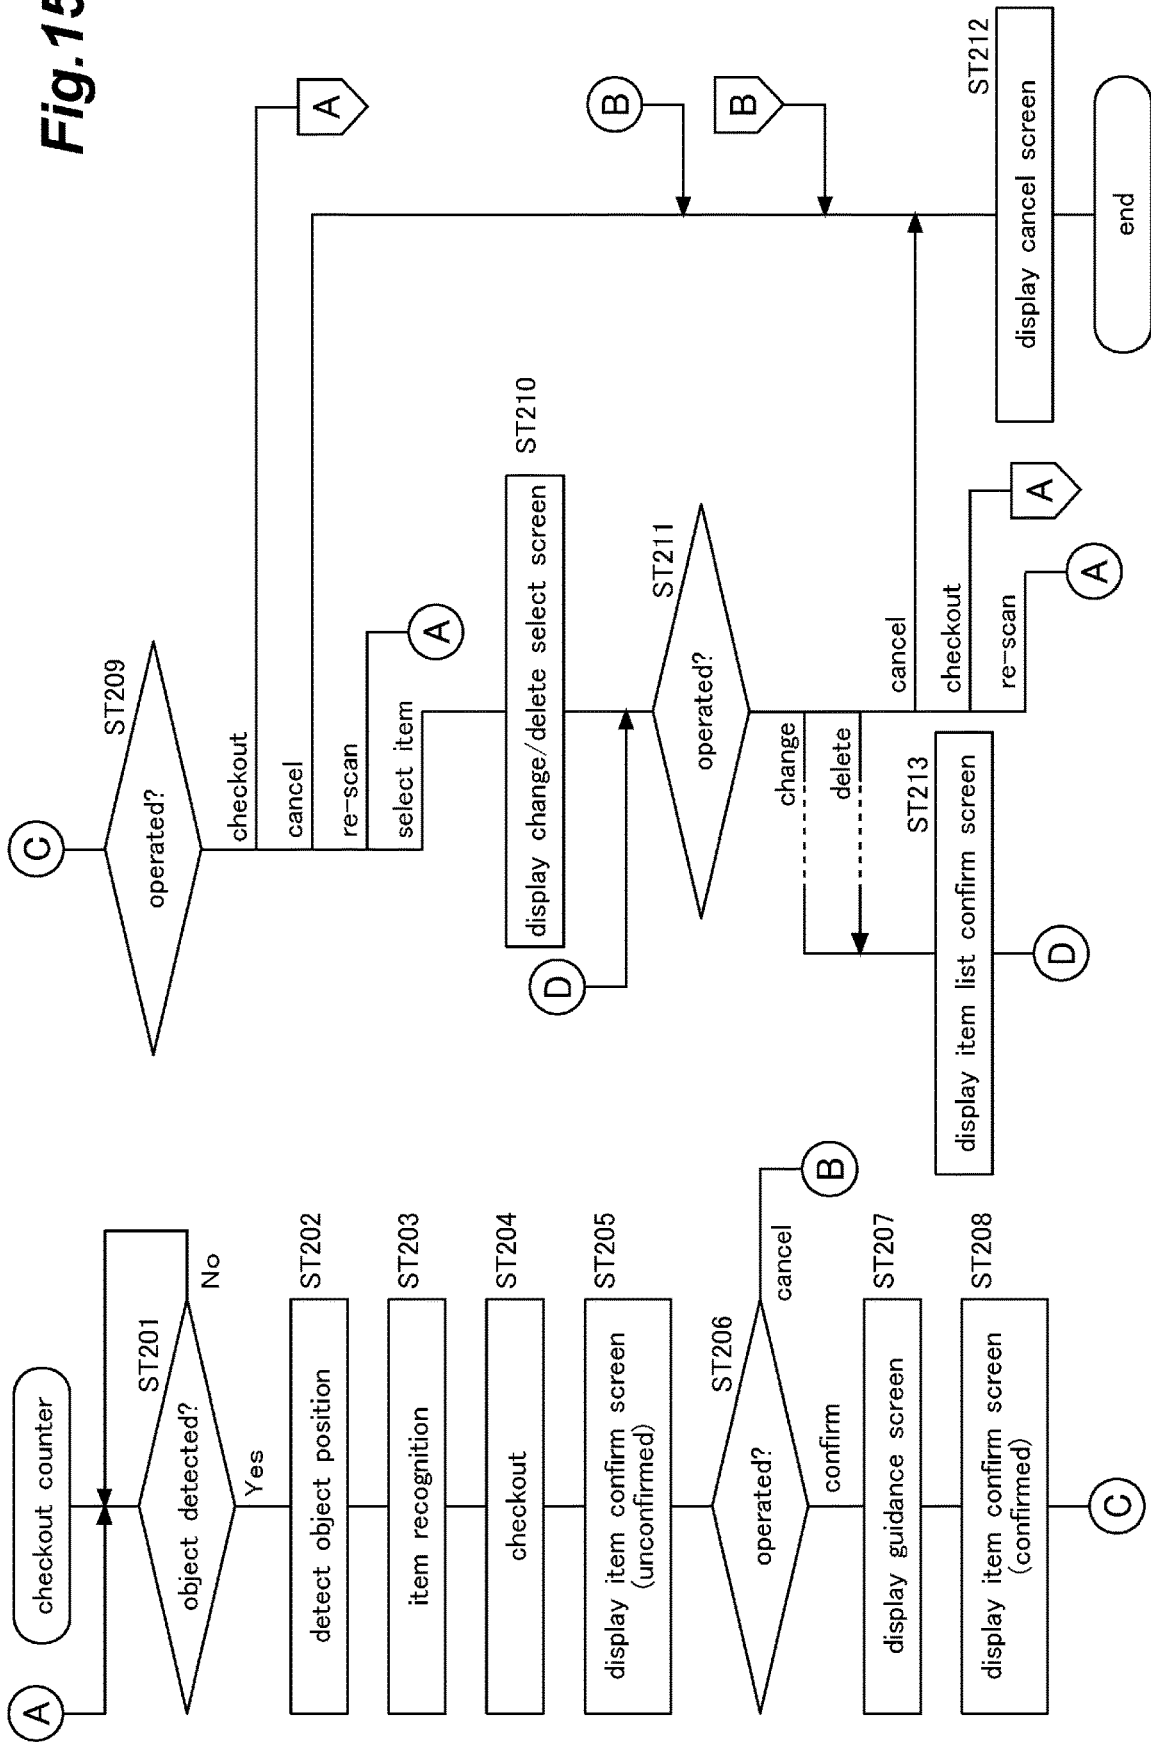 Fig.15
A
checkout counter
ST201
object detected?
No
Yes
ST202
detect object position
ST203
item recognition
ST204
checkout
ST205
display item confirm screen
(unconfirmed)
ST206
operated?
cancel
B
confirm
ST207
display guidance screen
ST208
display item confirm screen
(confirmed)
C
C
ST209
operated?
checkout
A
cancel
re-scan
A
select item
ST210
display change/delete select screen
D
ST211
operated?
change
delete
ST213
display item list confirm screen
D
cancel
checkout
A
re-scan
A
B
B
ST212
display cancel screen
end